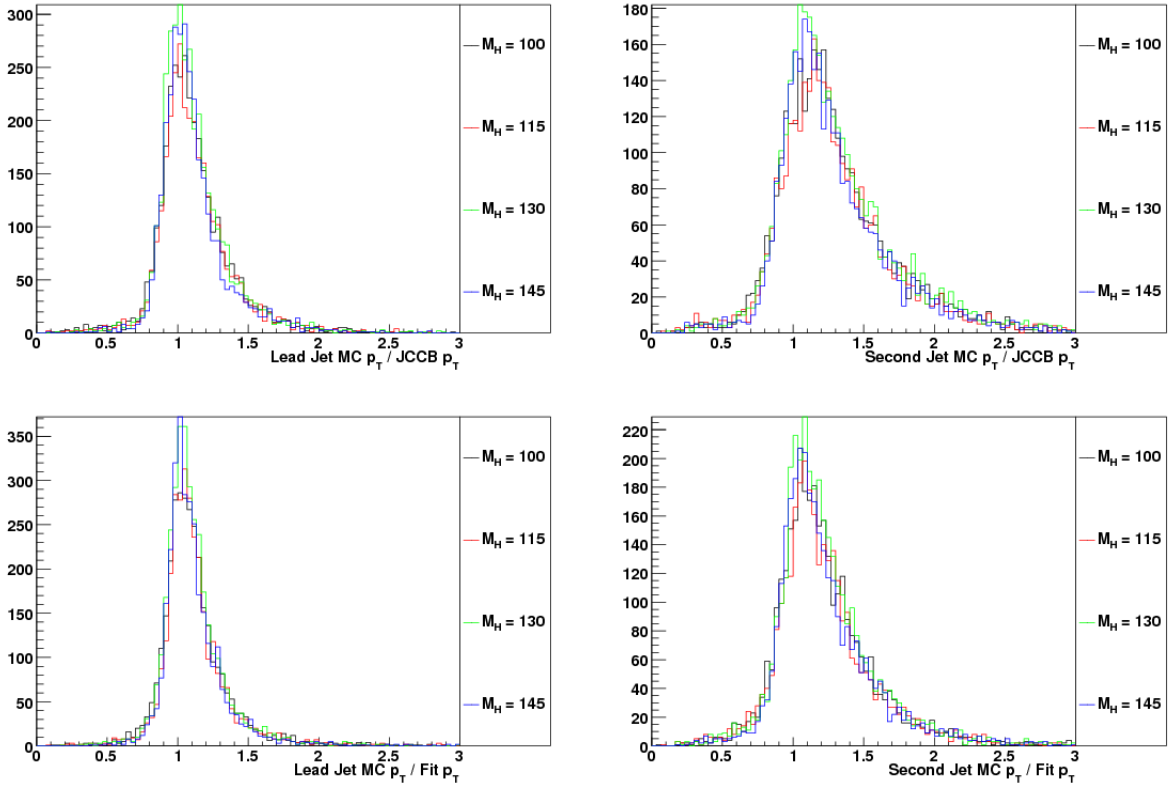 300
250
200
150
100
50
0
0 0.5 1 1.5 2 2.5 3
Lead Jet MC p_T / JCCB p_T
M_H = 100
M_H = 115
M_H = 130
M_H = 145
180
160
140
120
100
80
60
40
20
0
0 0.5 1 1.5 2 2.5 3
Second Jet MC p_T / JCCB p_T
M_H = 100
M_H = 115
M_H = 130
M_H = 145
350
300
250
200
150
100
50
0
0 0.5 1 1.5 2 2.5 3
Lead Jet MC p_T / Fit p_T
M_H = 100
M_H = 115
M_H = 130
M_H = 145
220
200
180
160
140
120
100
80
60
40
20
0
0 0.5 1 1.5 2 2.5 3
Second Jet MC p_T / Fit p_T
M_H = 100
M_H = 115
M_H = 130
M_H = 145